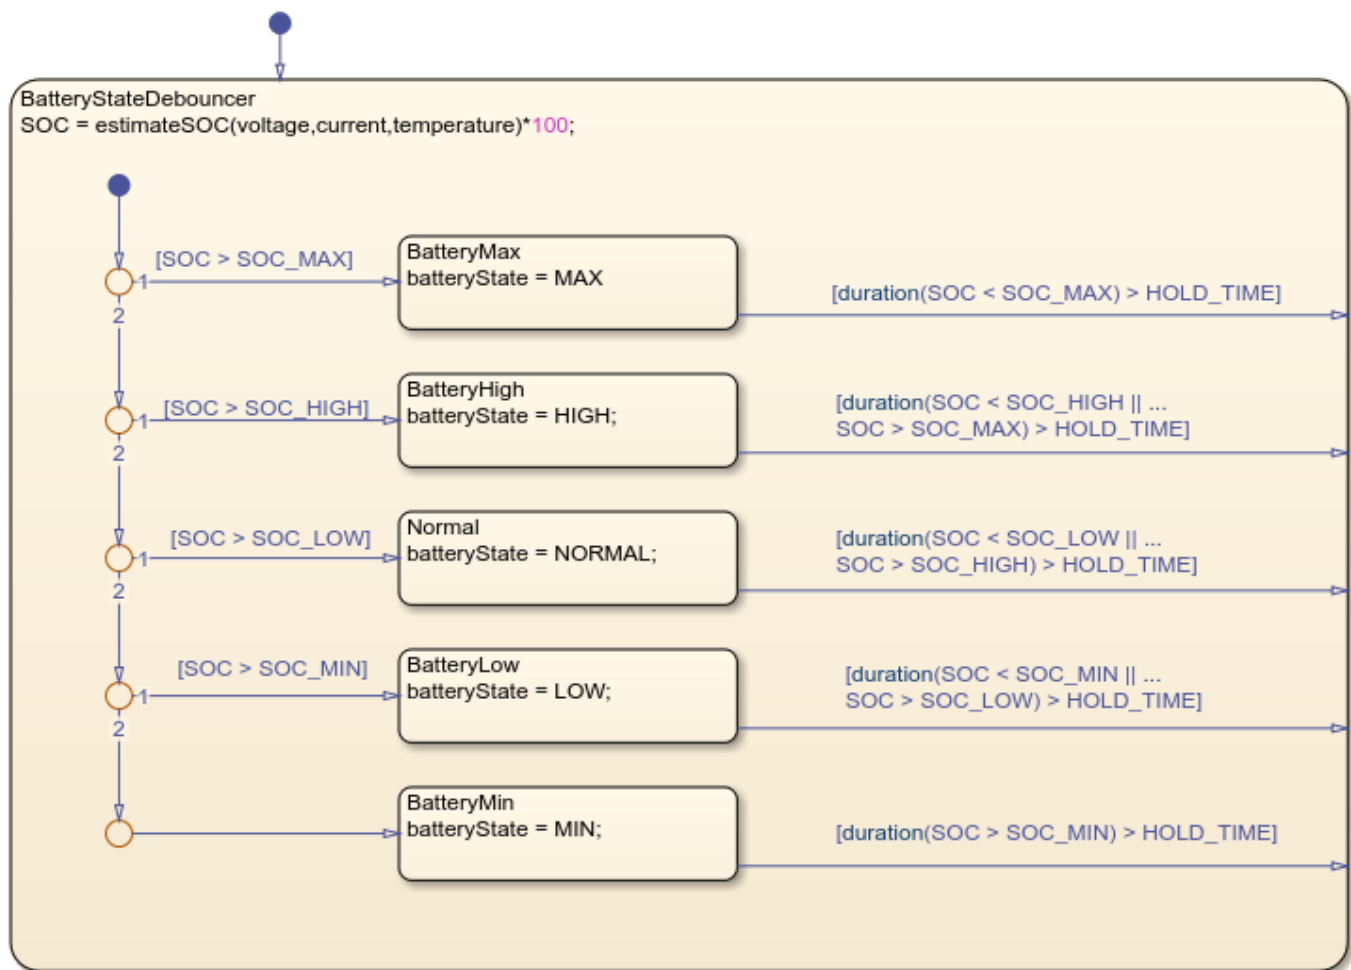 BatteryStateDebouncer
SOC = estimateSOC(voltage,current,temperature)*100;
[SOC > SOC_MAX]
1
2
BatteryMax
batteryState = MAX
[duration(SOC < SOC_MAX) > HOLD_TIME]
[SOC > SOC_HIGH]
1
2
BatteryHigh
batteryState = HIGH;
[duration(SOC < SOC_HIGH || ...
SOC > SOC_MAX) > HOLD_TIME]
[SOC > SOC_LOW]
1
2
Normal
batteryState = NORMAL;
[duration(SOC < SOC_LOW || ...
SOC > SOC_HIGH) > HOLD_TIME]
[SOC > SOC_MIN]
1
2
BatteryLow
batteryState = LOW;
[duration(SOC < SOC_MIN || ...
SOC > SOC_LOW) > HOLD_TIME]
BatteryMin
batteryState = MIN;
[duration(SOC > SOC_MIN) > HOLD_TIME]